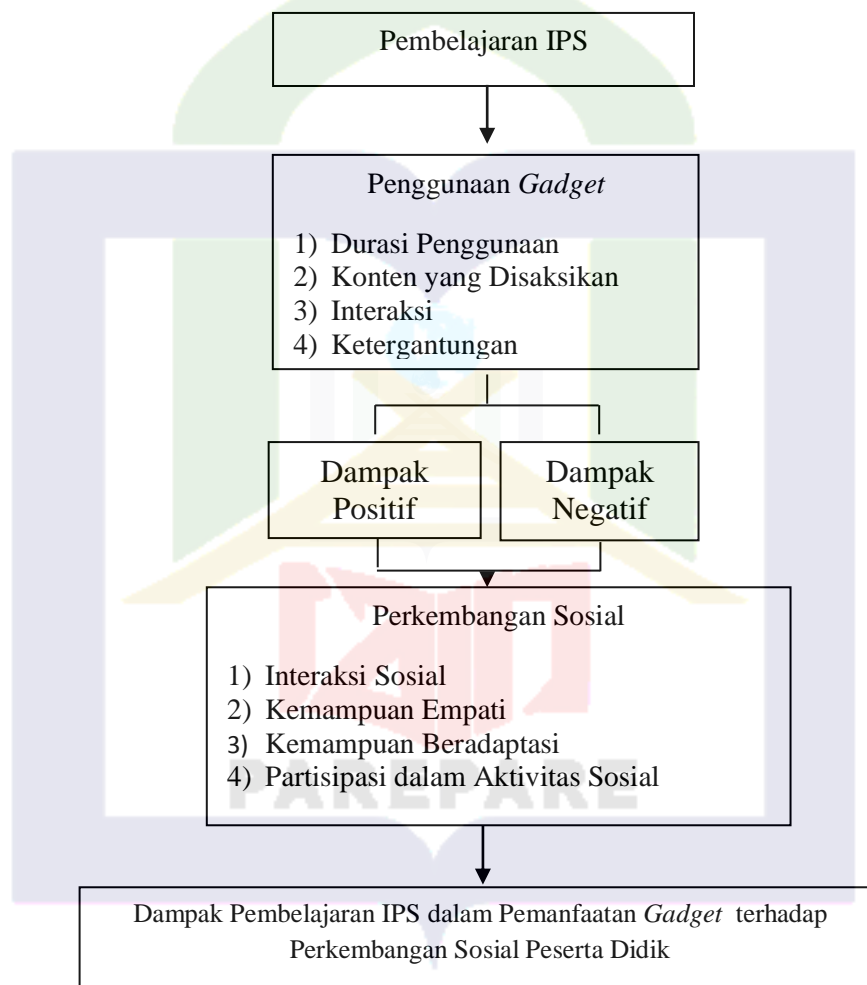 Pembelajaran IPS
Penggunaan Gadget
1) Durasi Penggunaan
2) Konten yang Disaksikan
3) Interaksi
4) Ketergantungan
Dampak
Positif
Dampak
Negatif
Perkembangan Sosial
1) Interaksi Sosial
2) Kemampuan Empati
3) Kemampuan Beradaptasi
4) Partisipasi dalam Aktivitas Sosial
PAREPARE
Dampak Pembelajaran IPS dalam Pemanfaatan Gadget terhadap
Perkembangan Sosial Peserta Didik